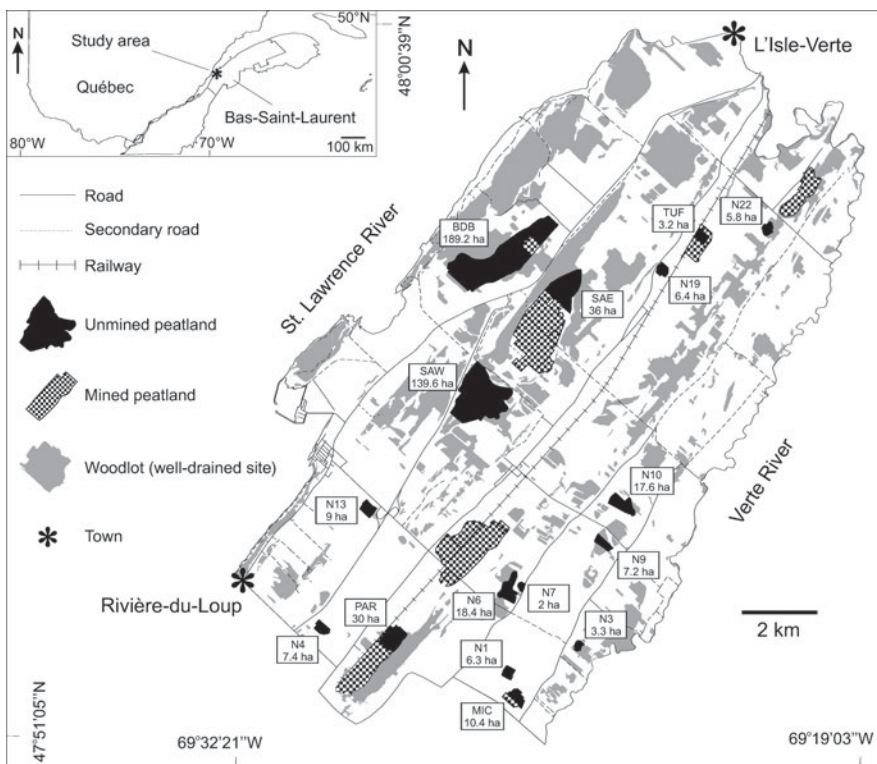 50°N
N
Study area
Québec
Bas-Saint-Laurent
80°W
70°W
100 km
48°00'39"N
N
L'Isle-Verte
Road
Secondary road
Railway
Unmined peatland
Mined peatland
Woodlot (well-drained site)
Town
St. Lawrence River
BDB
189.2 ha
TUF
3.2 ha
N22
5.8 ha
N19
6.4 ha
SAE
36 ha
SAW
139.6 ha
Verte River
N10
17.6 ha
N13
9 ha
N9
7.2 ha
Rivière-du-Loup
N6
18.4 ha
N7
2 ha
PAR
30 ha
N3
3.3 ha
2 km
N4
7.4 ha
N1
6.3 ha
MIC
10.4 ha
47°51'05"N
69°32'21"W
69°19'03"W